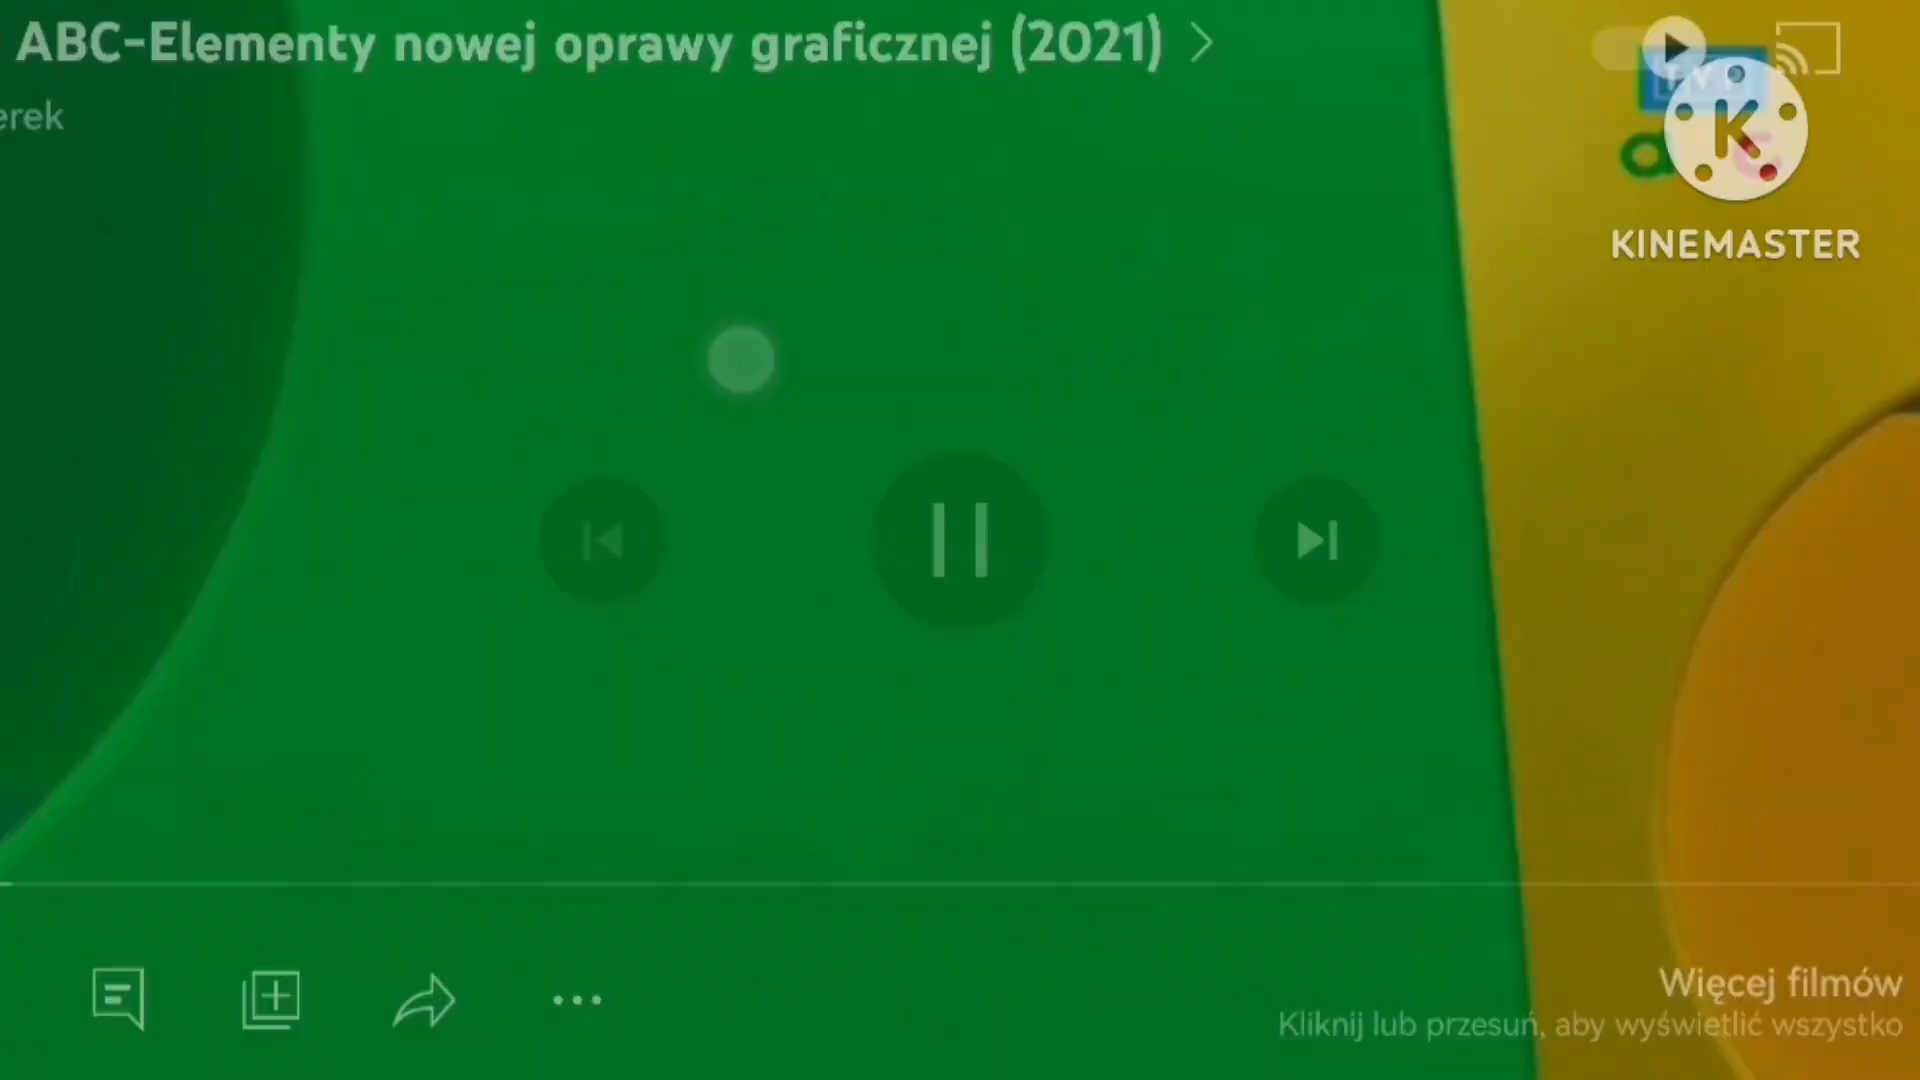 ABC-Elementy nowej oprawy graficznej (2021)
erek
KINEMASTER
Więcej filmów
Kliknij lub przesuń, aby wyświetlić wszystko